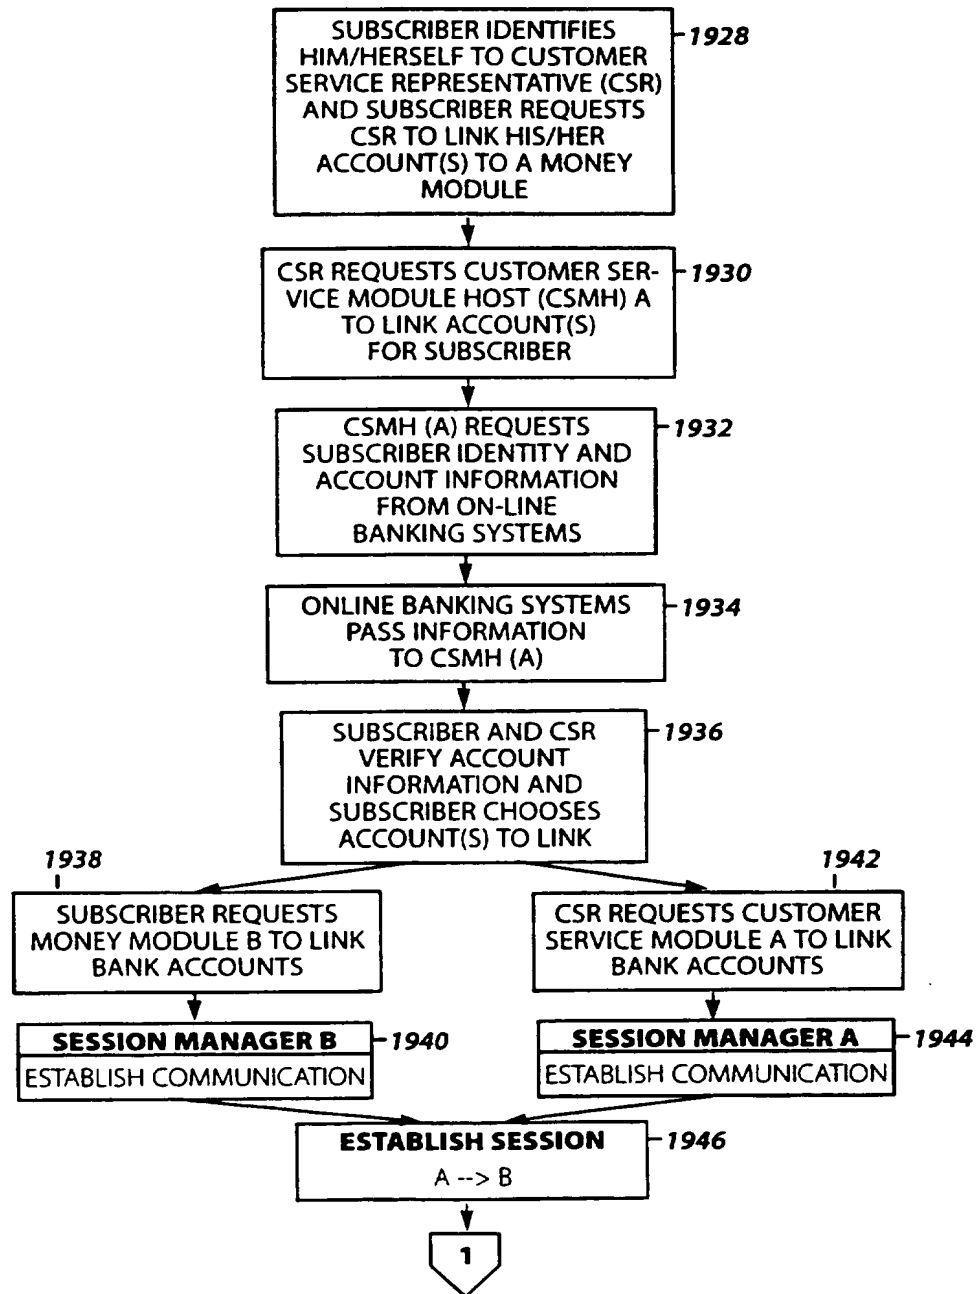 SUBSCRIBER IDENTIFIES
HIM/HERSELF TO CUSTOMER
SERVICE REPRESENTATIVE (CSR)
AND SUBSCRIBER REQUESTS
CSR TO LINK HIS/HER
ACCOUNT(S) TO A MONEY
MODULE
1928
CSR REQUESTS CUSTOMER SER-
VICE MODULE HOST (CSMH) A
TO LINK ACCOUNT(S)
FOR SUBSCRIBER
1930
CSMH (A) REQUESTS
SUBSCRIBER IDENTITY AND
ACCOUNT INFORMATION
FROM ON-LINE
BANKING SYSTEMS
1932
ONLINE BANKING SYSTEMS
PASS INFORMATION
TO CSMH (A)
1934
SUBSCRIBER AND CSR
VERIFY ACCOUNT
INFORMATION AND
SUBSCRIBER CHOOSES
ACCOUNT(S) TO LINK
1936
1938
SUBSCRIBER REQUESTS
MONEY MODULE B TO LINK
BANK ACCOUNTS
1942
CSR REQUESTS CUSTOMER
SERVICE MODULE A TO LINK
BANK ACCOUNTS
SESSION MANAGER B
1940
ESTABLISH COMMUNICATION
SESSION MANAGER A
1944
ESTABLISH COMMUNICATION
ESTABLISH SESSION
1946
A --> B
1